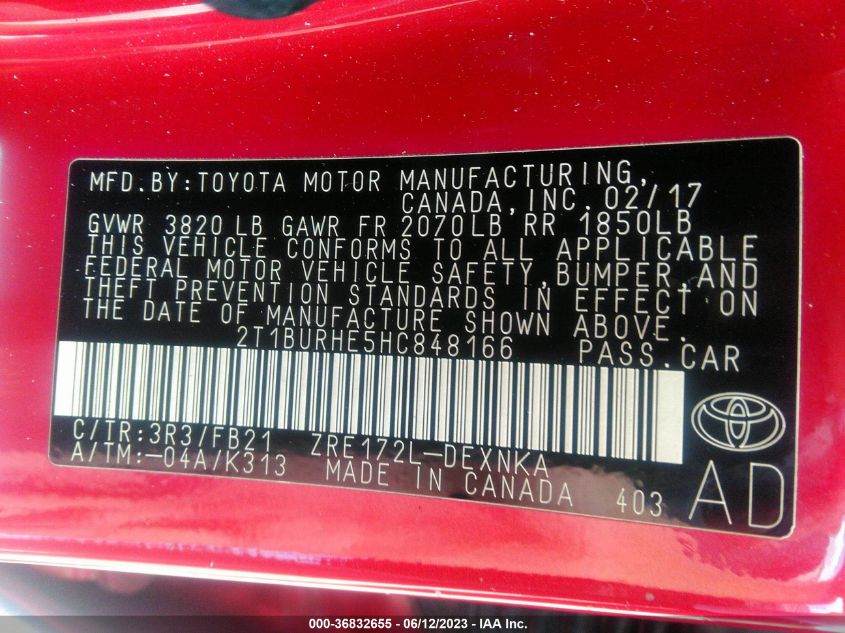 MFD.BY:TOYOTA MOTOR MANUFACTURING,
CANADA,INC.02/17
GVWR 3820 LB GAWR FR 2070LB RR 1850LB
THIS VEHICLE CONFORMS TO ALL APPLICABLE
FEDERAL MOTOR VEHICLE SAFETY,BUMPER,AND
THEFT PREVENTION STANDARDS IN EFFECT ON
THE DATE OF MANUFACTURE SHOWN ABOVE.
2T1BURHE5HC848166 PASS.CAR
C/TR:3R3/FB21 ZRE172L-DEXNKA
A/TM:-04A/K313 MADE IN CANADA 403
AD
000-36832655 - 06/12/2023 - IAA Inc.